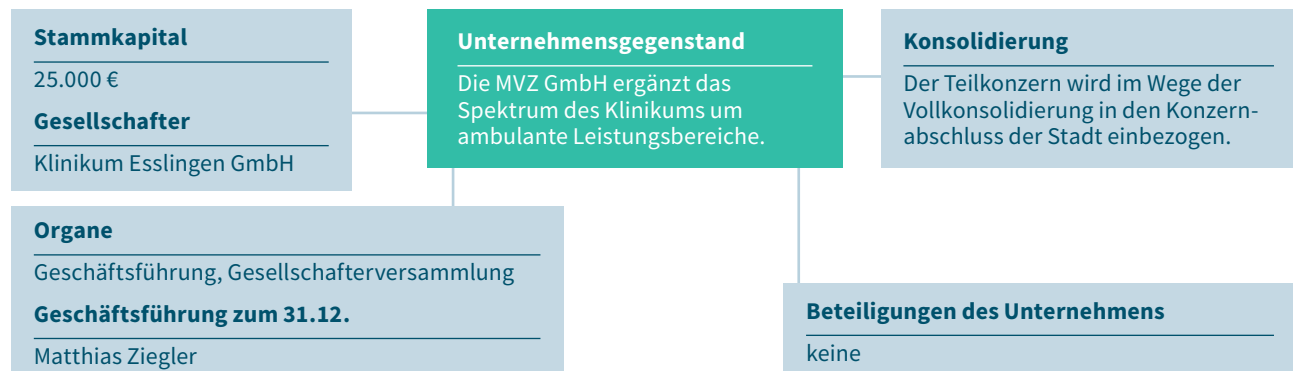 Stammkapital
25.000 €
Gesellschafter
Klinikum Esslingen GmbH
Unternehmensgegenstand
Die MVZ GmbH ergänzt das
Spektrum des Klinikums um
ambulante Leistungsbereiche.
Konsolidierung
Der Teilkonzern wird im Wege der
Vollkonsolidierung in den Konzern-
abschluss der Stadt einbezogen.
Organe
Geschäftsführung, Gesellschafterversammlung
Geschäftsführung zum 31.12.
Matthias Ziegler
Beteiligungen des Unternehmens
keine